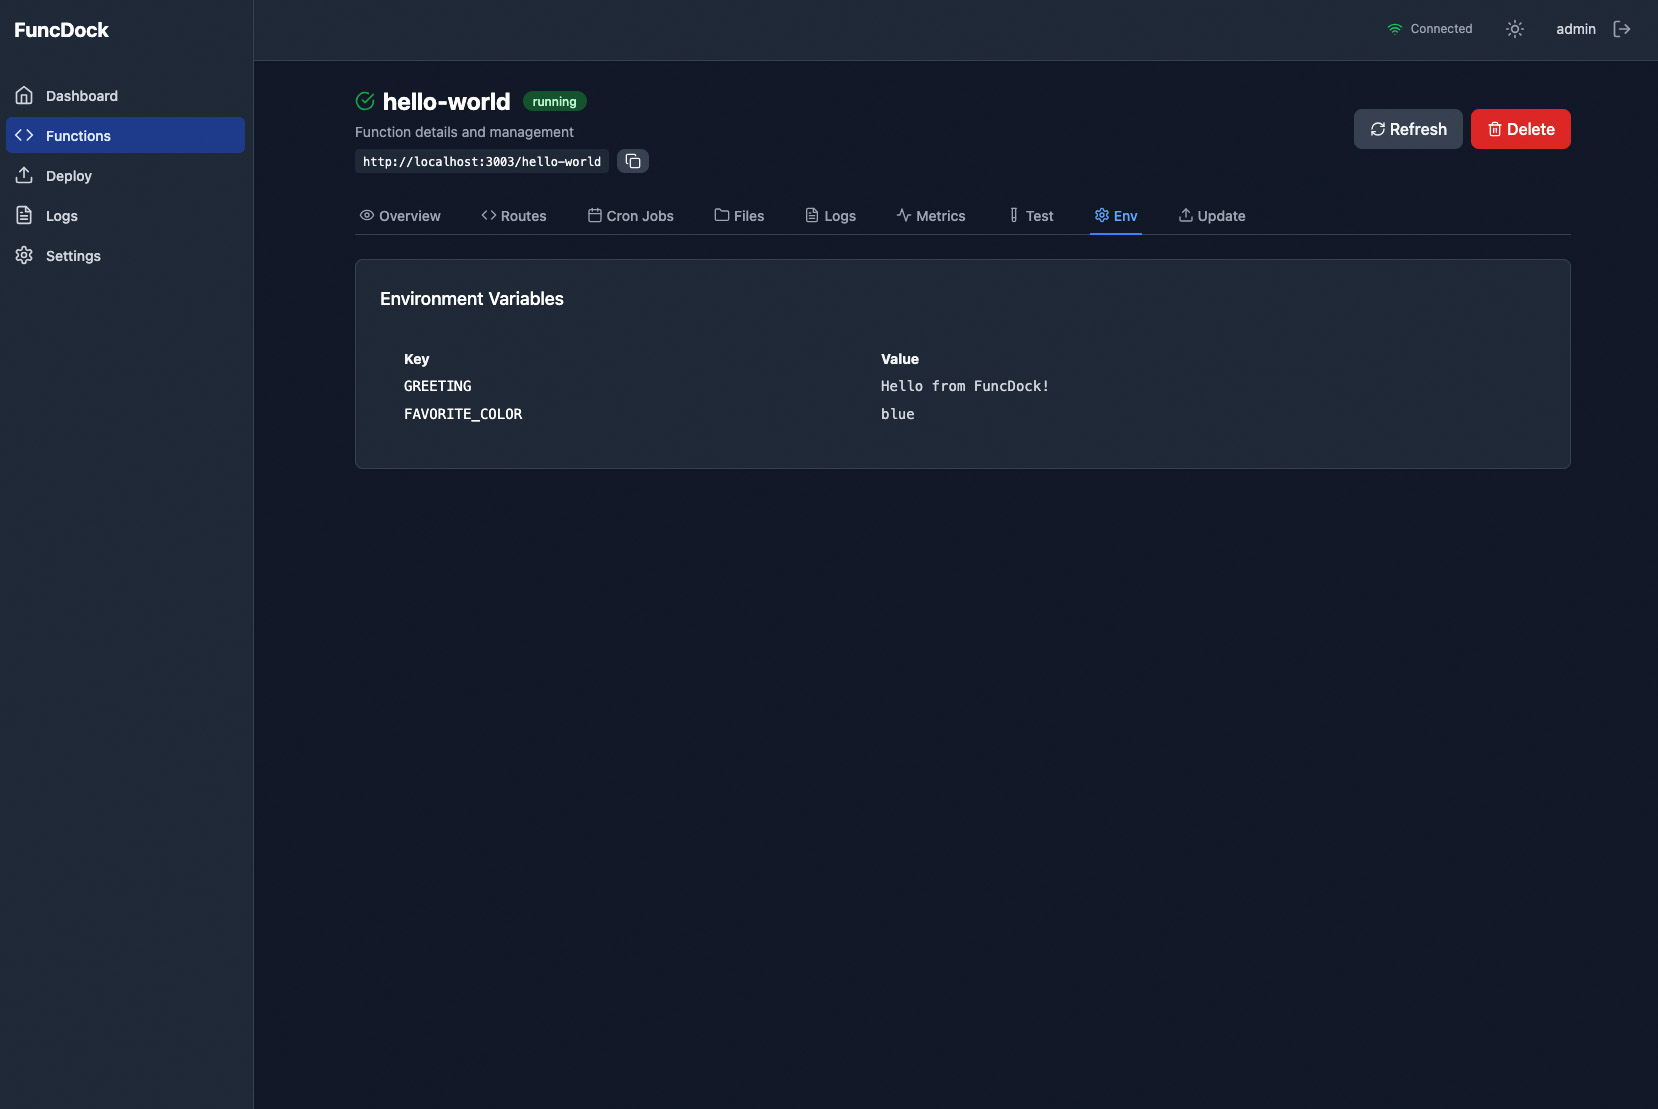 FuncDock
Connected
admin
Dashboard
Functions
Deploy
Logs
Settings
hello-world running
Function details and management
http://localhost:3003/hello-world
Refresh
Delete
Overview Routes Cron Jobs Files Logs Metrics Test Env Update
Environment Variables
Key Value
GREETING Hello from FuncDock!
FAVORITE_COLOR blue